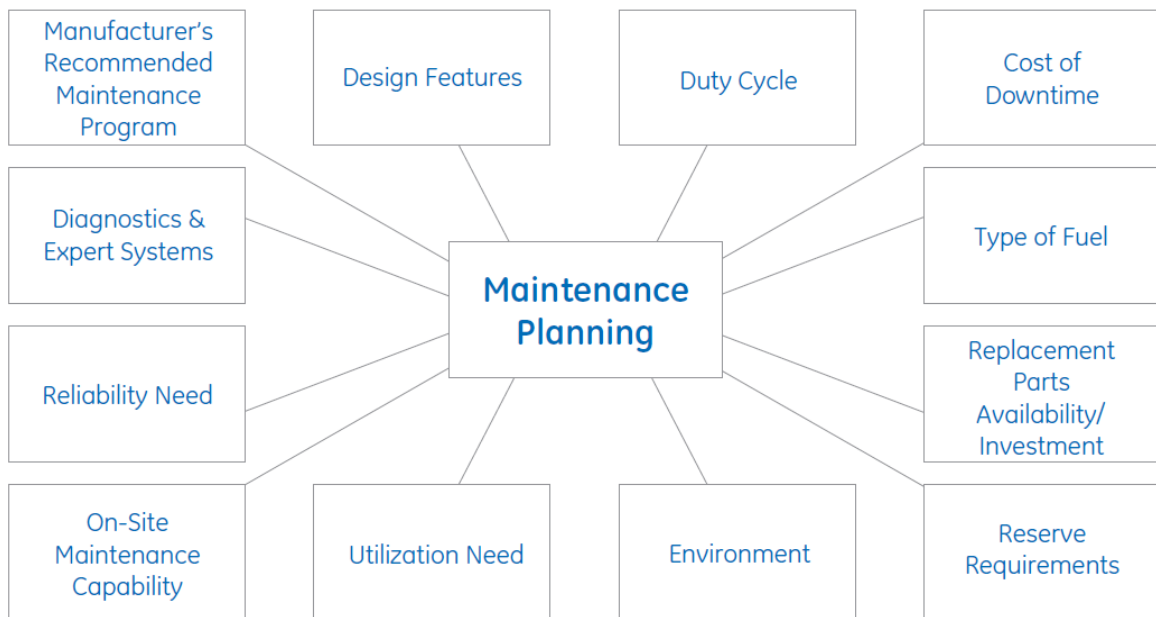 Manufacturer's
Recommended
Maintenance
Program
Design Features
Duty Cycle
Cost of
Downtime
Diagnostics &
Expert Systems
Type of Fuel
Maintenance
Planning
Reliability Need
Replacement
Parts
Availability/
Investment
On-Site
Maintenance
Capability
Utilization Need
Environment
Reserve
Requirements